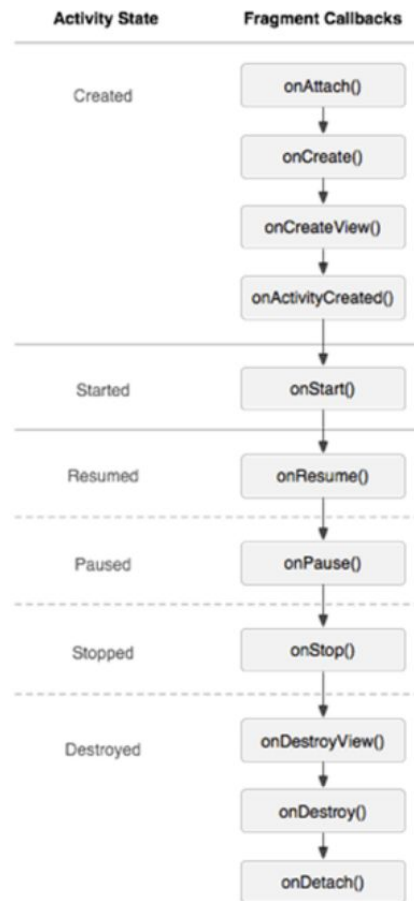 Activity State Fragment Callbacks
Created
onAttach()
onCreate()
onCreateView()
onActivityCreated()
Started onStart()
Resumed onResume()
Paused onPause()
Stopped onStop()
Destroyed
onDestroyView()
onDestroy()
onDetach()